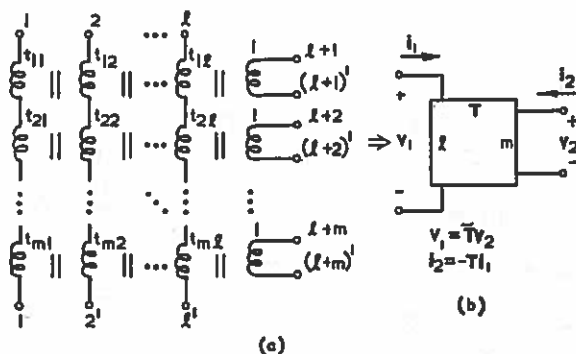 1 2 ... ℓ
t11 t12 t1ℓ 1 ℓ+1
(ℓ+1)'
t21 t22 t2ℓ 1 ℓ+2
(ℓ+2)'
tm1 tm2 tmℓ 1 ℓ+m
(ℓ+m)'
1 2' ℓ'
(a)
i1
i2
+ T +
v1 ℓ m v2
- -
v1 = T̃v2
i2 = -Ti1
(b)